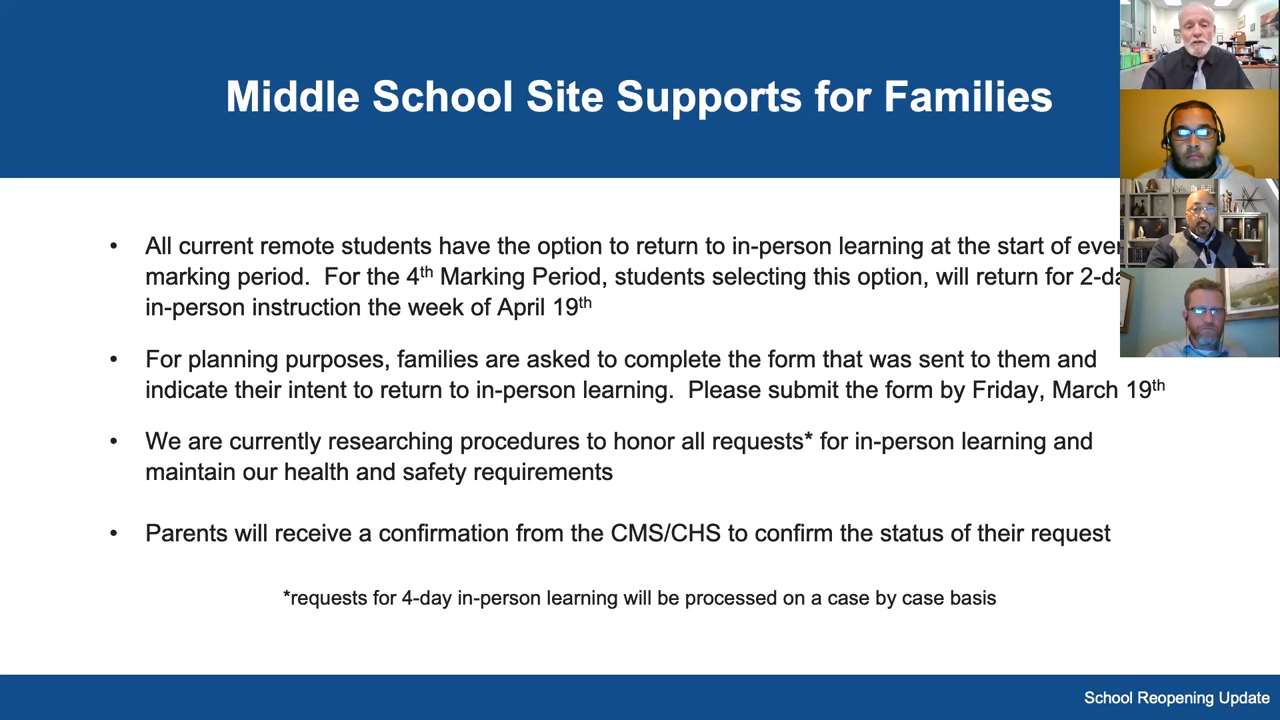 Middle School Site Supports for Families
• All current remote students have the option to return to in-person learning at the start of
marking period. For the 4th Marking Period, students selecting this option, will return for
in-person instruction the week of April 19th
• For planning purposes, families are asked to complete the form that was sent to them and
indicate their intent to return to in-person learning. Please submit the form by Friday, March 19th
• We are currently researching procedures to honor all requests* for in-person learning and
maintain our health and safety requirements
• Parents will receive a confirmation from the CMS/CHS to confirm the status of their request
*requests for 4-day in-person learning will be processed on a case by case basis
School Reopening Update